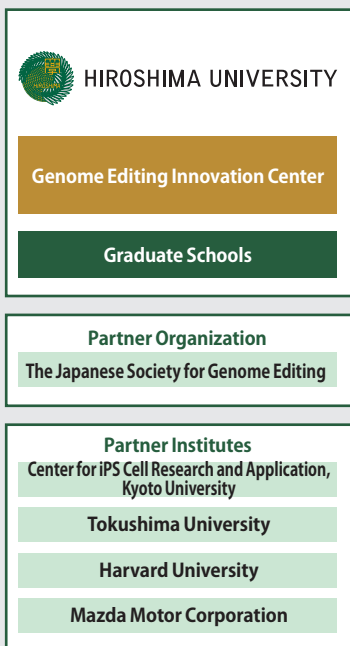 HIROSHIMA UNIVERSITY
Genome Editing Innovation Center
Graduate Schools
Partner Organization
The Japanese Society for Genome Editing
Partner Institutes
Center for iPS Cell Research and Application,
Kyoto University
Tokushima University
Harvard University
Mazda Motor Corporation